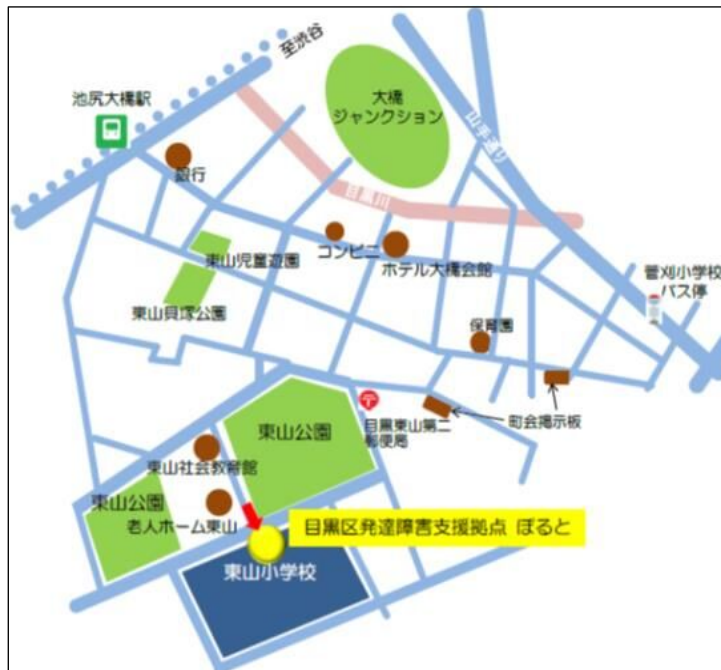 至渋谷
池尻大橋駅
大橋
ジャンクション
山手通り
銀行
目黒川
コンビニ
東山児童遊園
ホテル大橋会館
菅刈小学校
バス停
東山貝塚公園
保育園
東山公園
目黒東山第二
郵便局
町会掲示板
東山社会教育館
東山公園
老人ホーム東山
目黒区発達障害支援拠点 ぽると
東山小学校